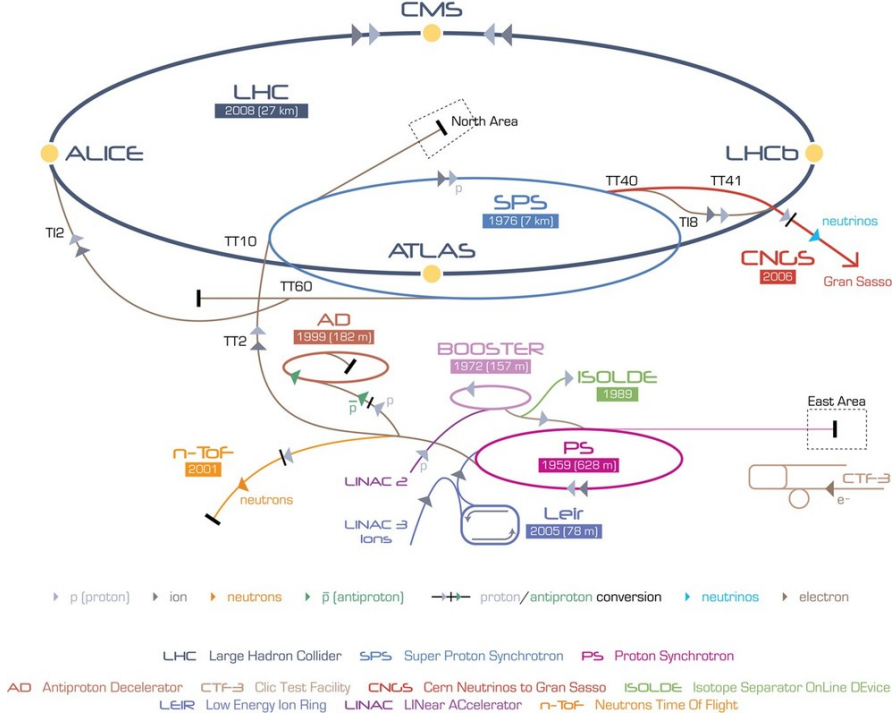 CMS
LHC
2008 (27 km)
North Area
ALICE
LHCb
p
SPS
1976 (7 km)
TT40
TT41
TI8
neutrinos
TI2
TT10
ATLAS
CNGS
2006
Gran Sasso
TT60
AD
1999 (182 m)
TT2
BOOSTER
1972 (157 m)
ISOLDE
1989
p
p̅
East Area
n-ToF
2001
PS
1959 (628 m)
p
LINAC 2
neutrons
CTF-3
e-
LINAC 3
Ions
Leir
2005 (78 m)
p (proton) ion neutrons p̅ (antiproton) proton/antiproton conversion neutrinos electron
LHC Large Hadron Collider SPS Super Proton Synchrotron PS Proton Synchrotron
AD Antiproton Decelerator CTF-3 Clic Test Facility CNGS Cern Neutrinos to Gran Sasso ISOLDE Isotope Separator OnLine DEvice
LEIR Low Energy Ion Ring LINAC LINear ACcelerator n-ToF Neutrons Time Of Flight